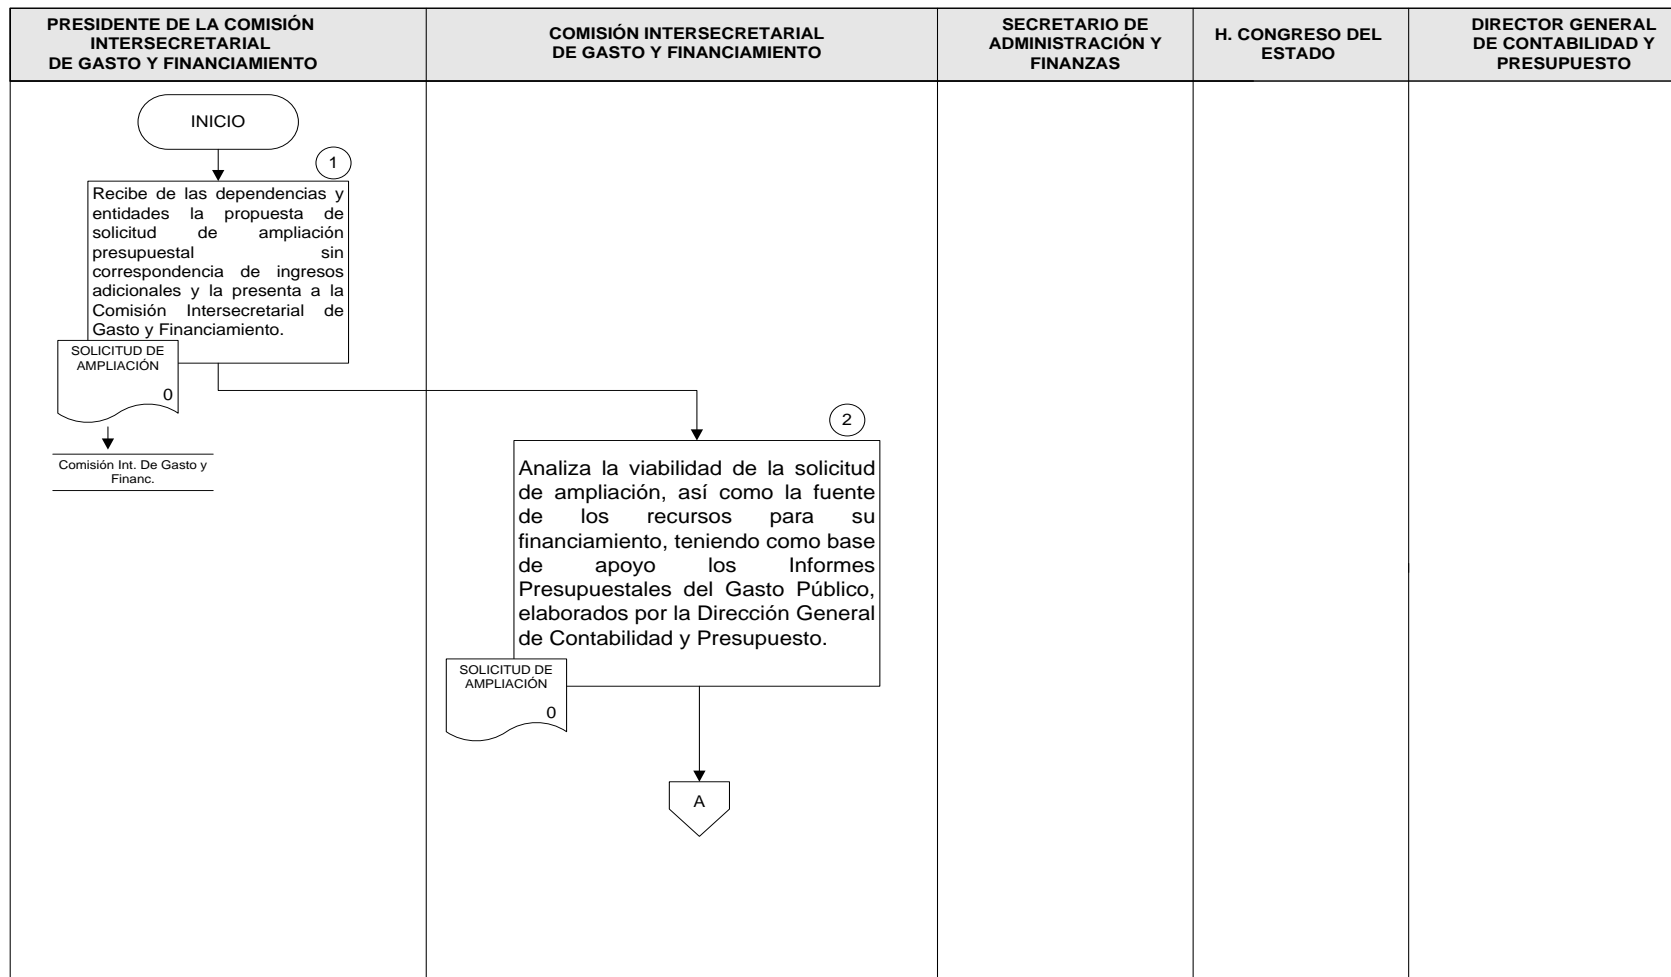 PRESIDENTE DE LA COMISIÓN
INTERSECRETARIAL
DE GASTO Y FINANCIAMIENTO
COMISIÓN INTERSECRETARIAL
DE GASTO Y FINANCIAMIENTO
SECRETARIO DE
ADMINISTRACIÓN Y
FINANZAS
H. CONGRESO DEL
ESTADO
DIRECTOR GENERAL
DE CONTABILIDAD Y
PRESUPUESTO
INICIO
1
Recibe de las dependencias y
entidades la propuesta de
solicitud de ampliación
presupuestal sin
correspondencia de ingresos
adicionales y la presenta a la
Comisión Intersecretarial de
Gasto y Financiamiento.
SOLICITUD DE
AMPLIACIÓN
0
Comisión Int. De Gasto y
Financ.
2
Analiza la viabilidad de la solicitud
de ampliación, así como la fuente
de los recursos para su
financiamiento, teniendo como base
de apoyo los Informes
Presupuestales del Gasto Público,
elaborados por la Dirección General
de Contabilidad y Presupuesto.
SOLICITUD DE
AMPLIACIÓN
0
A